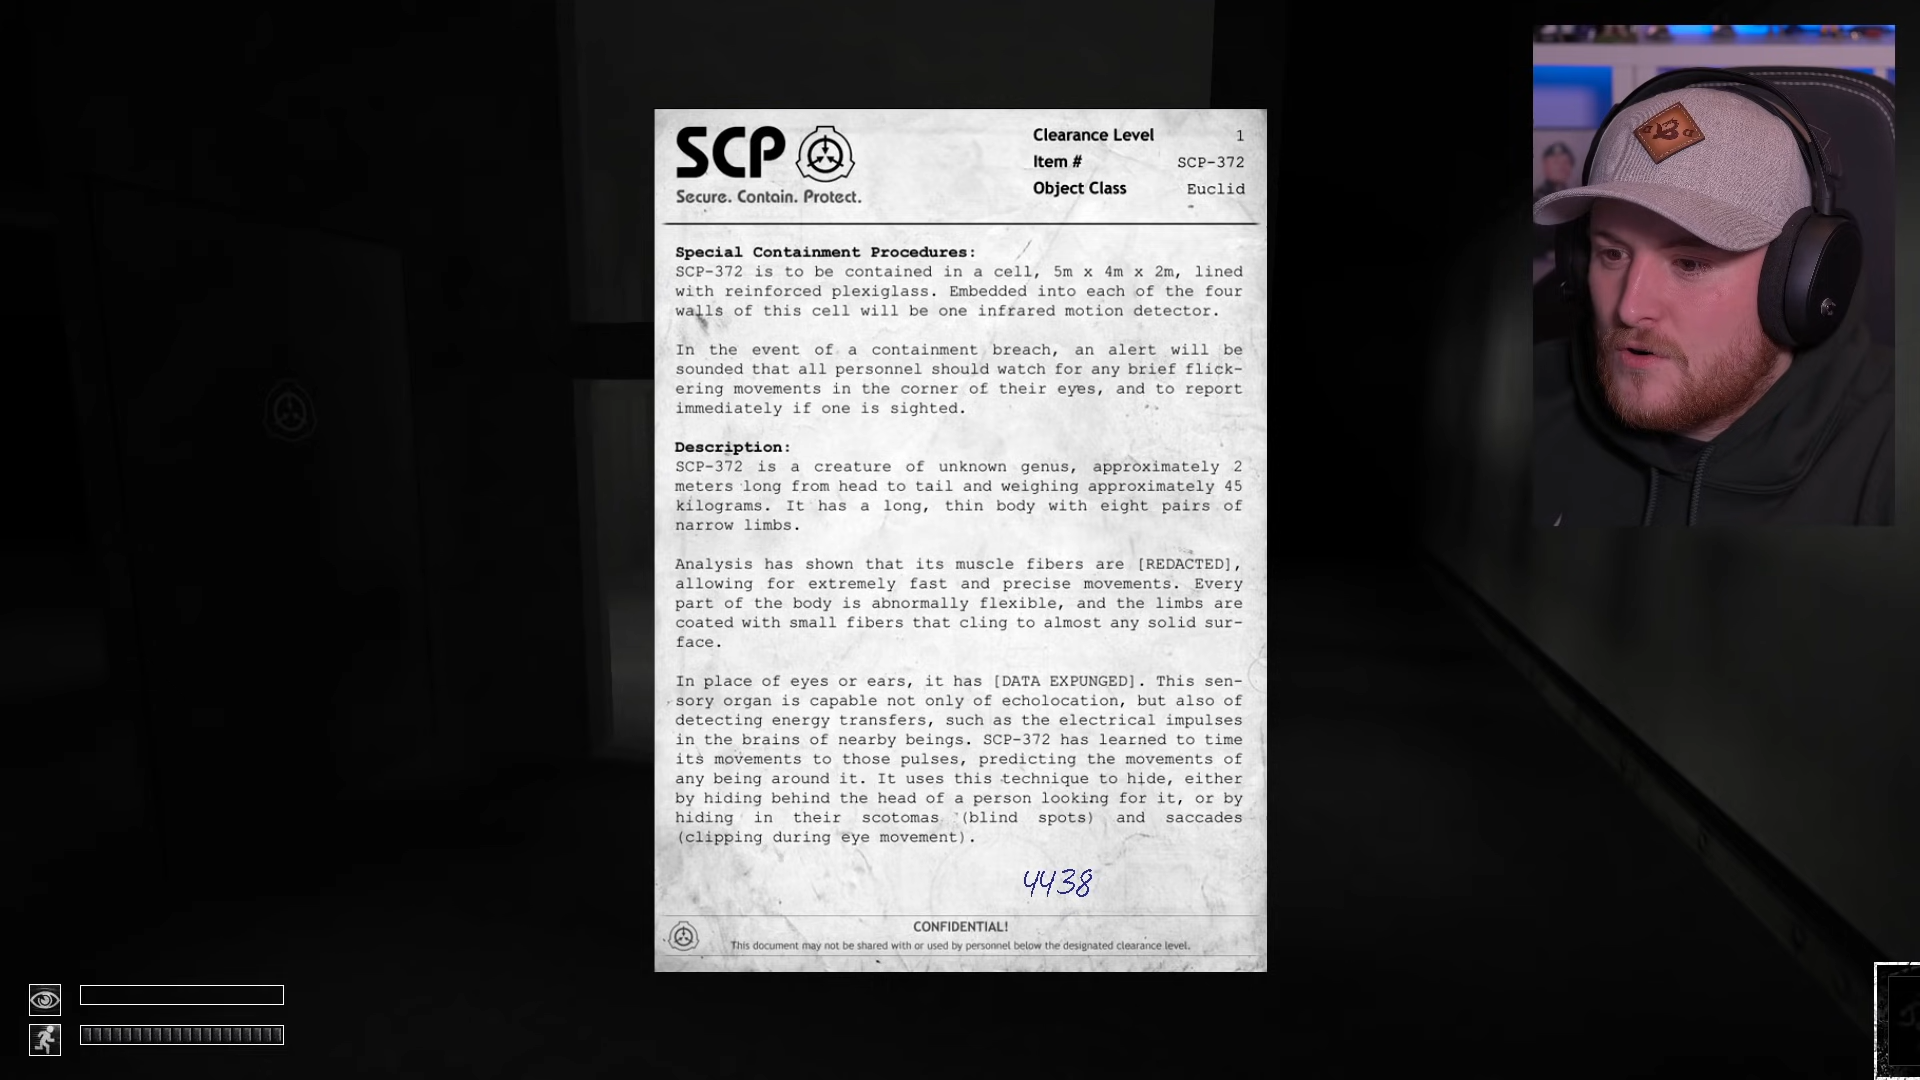 SCP
Secure. Contain. Protect.
Clearance Level 1
Item # SCP-372
Object Class Euclid
Special Containment Procedures:
SCP-372 is to be contained in a cell, 5m x 4m x 2m, lined
with reinforced plexiglass. Embedded into each of the four
walls of this cell will be one infrared motion detector.
In the event of a containment breach, an alert will be
sounded that all personnel should watch for any brief flick-
ering movements in the corner of their eyes, and to report
immediately if one is sighted.
Description:
SCP-372 is a creature of unknown genus, approximately 2
meters long from head to tail and weighing approximately 45
kilograms. It has a long, thin body with eight pairs of
narrow limbs.
Analysis has shown that its muscle fibers are [REDACTED],
allowing for extremely fast and precise movements. Every
part of the body is abnormally flexible, and the limbs are
coated with small fibers that cling to almost any solid sur-
face.
In place of eyes or ears, it has [DATA EXPUNGED]. This sen-
sory organ is capable not only of echolocation, but also of
detecting energy transfers, such as the electrical impulses
in the brains of nearby beings. SCP-372 has learned to time
its movements to those pulses, predicting the movements of
any being around it. It uses this technique to hide, either
by hiding behind the head of a person looking for it, or by
hiding in their scotomas (blind spots) and saccades
(clipping during eye movement).
4438
CONFIDENTIAL!
This document may not be shared with or used by personnel below the designated clearance level.